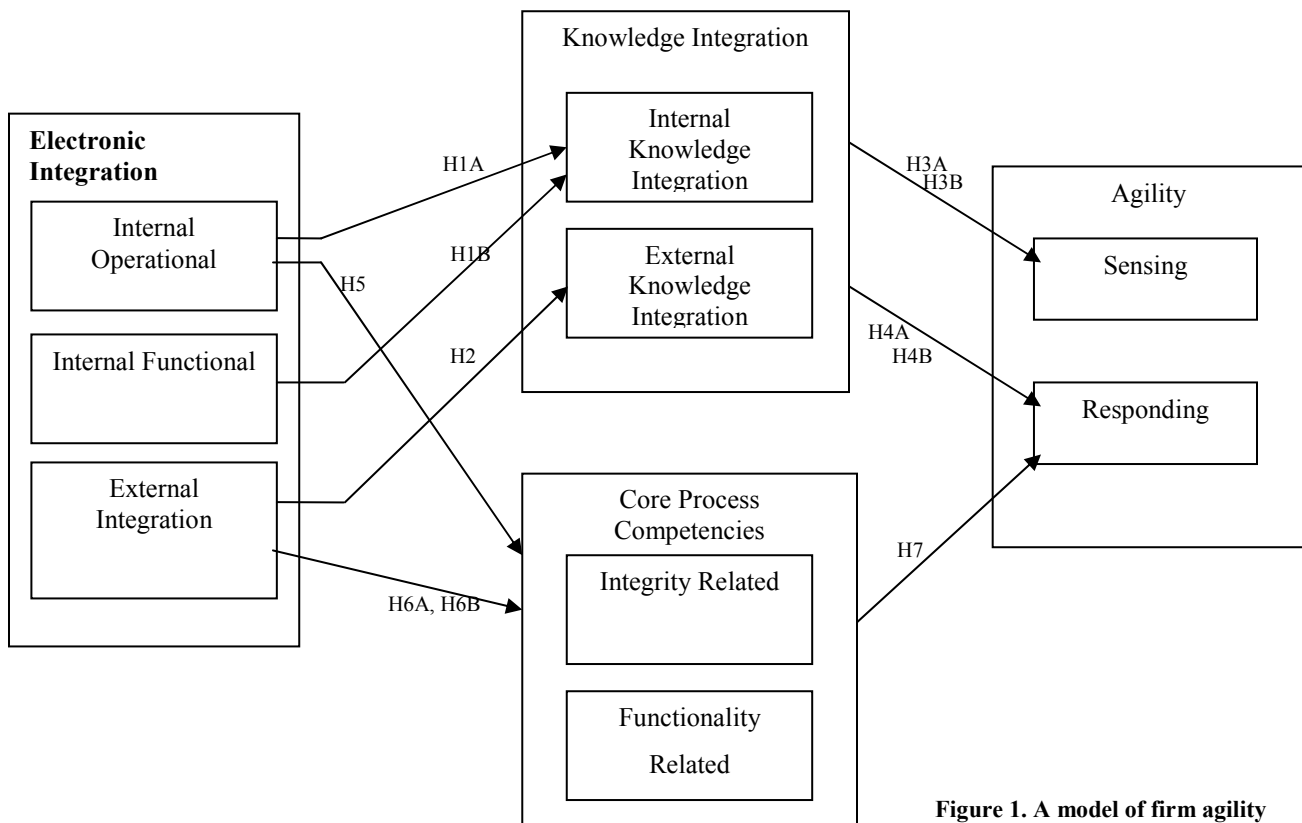 Electronic
Integration
Internal
Operational
Internal Functional
External
Integration
H1A
H1B
H5
H2
H6A, H6B
Knowledge Integration
Internal
Knowledge
Integration
External
Knowledge
Integration
Core Process
Competencies
Integrity Related
Functionality
Related
H3A
H3B
H4A
H4B
H7
Agility
Sensing
Responding
Figure 1. A model of firm agility